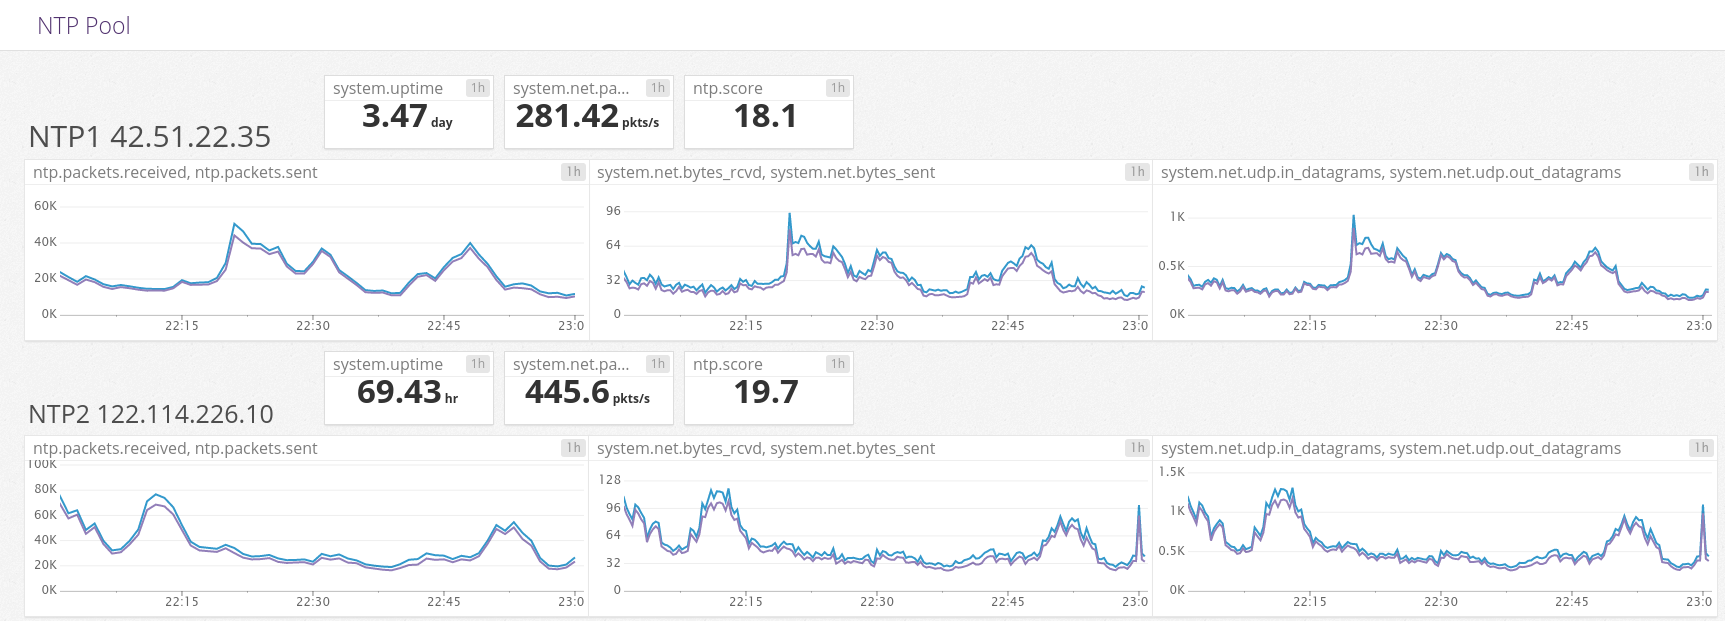 NTP Pool
system.uptime 1h
3.47 day
system.net.pa... 1h
281.42 pkts/s
ntp.score 1h
18.1
NTP1 42.51.22.35
ntp.packets.received, ntp.packets.sent 1h
60K
40K
20K
0K
22:15 22:30 22:45 23:0
system.net.bytes_rcvd, system.net.bytes_sent 1h
96
64
32
0
22:15 22:30 22:45 23:0
system.net.udp.in_datagrams, system.net.udp.out_datagrams 1h
1K
0.5K
0K
22:15 22:30 22:45 23:0
system.uptime 1h
69.43 hr
system.net.pa... 1h
445.6 pkts/s
ntp.score 1h
19.7
NTP2 122.114.226.10
ntp.packets.received, ntp.packets.sent 1h
100K
80K
60K
40K
20K
0K
22:15 22:30 22:45 23:0
system.net.bytes_rcvd, system.net.bytes_sent 1h
128
96
64
32
0
22:15 22:30 22:45 23:0
system.net.udp.in_datagrams, system.net.udp.out_datagrams 1h
1.5K
1K
0.5K
0K
22:15 22:30 22:45 23:0